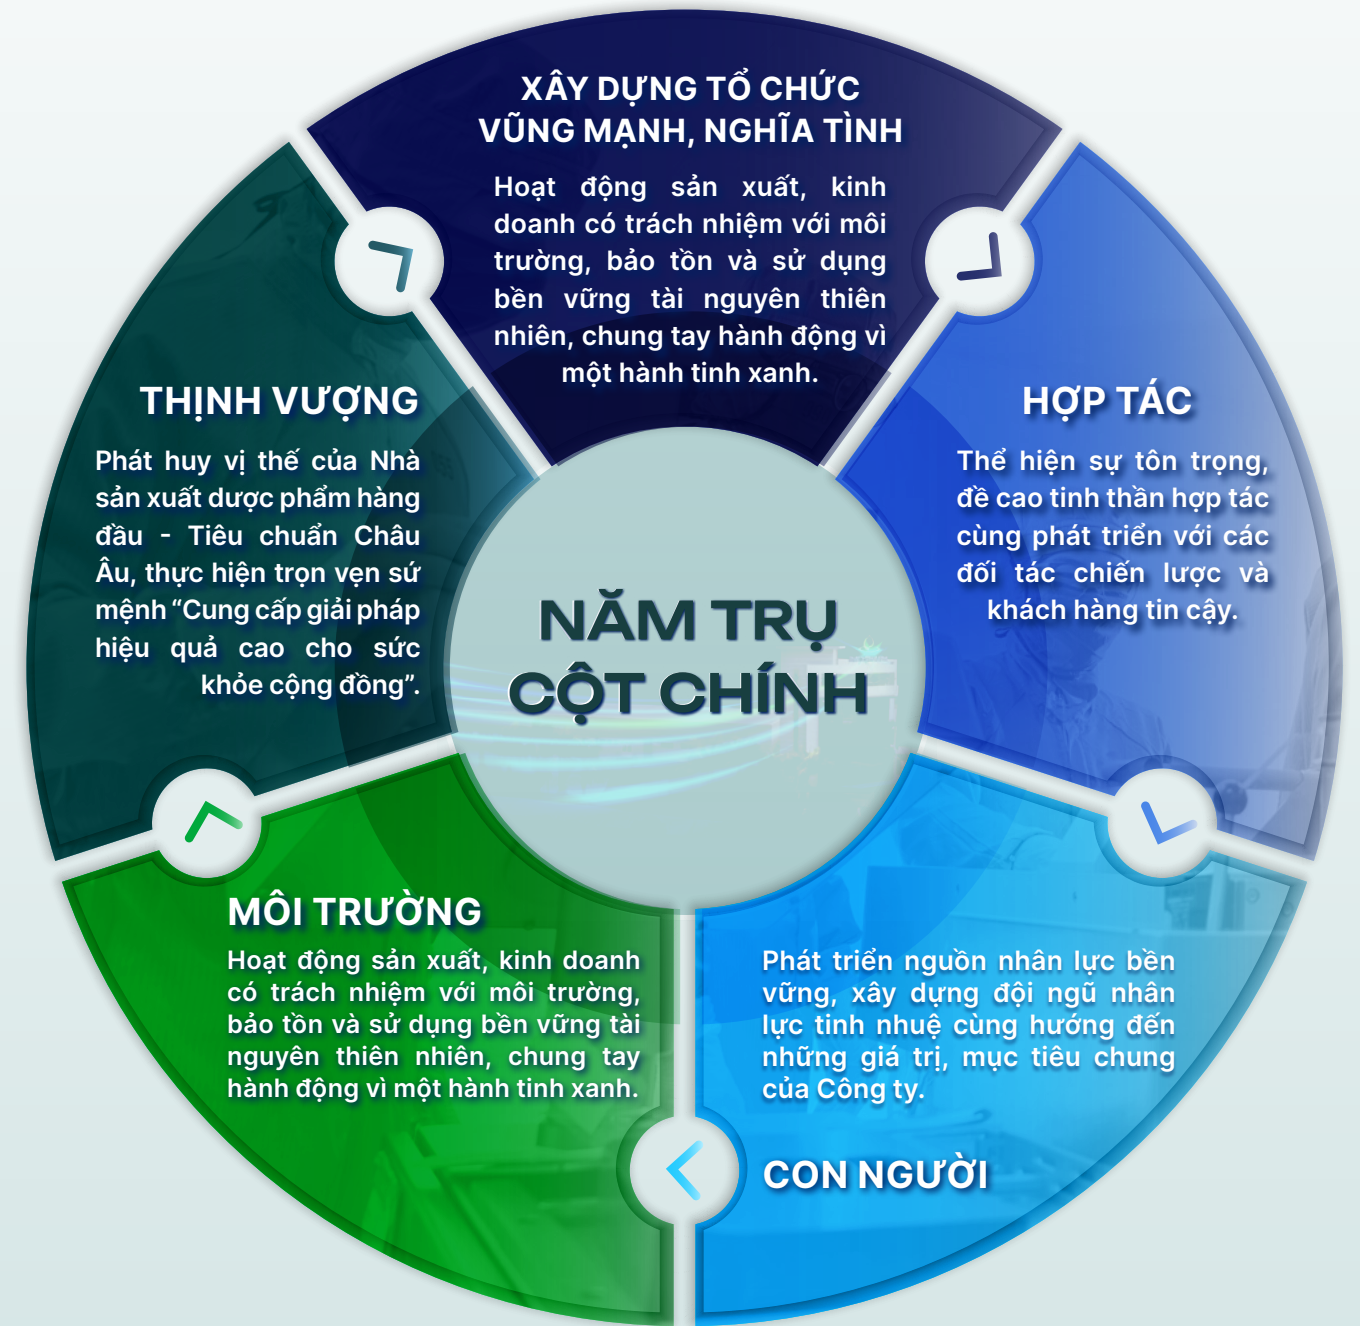 XÂY DỰNG TỔ CHỨC
VŨNG MẠNH, NGHĨA TÌNH
Hoạt động sản xuất, kinh
doanh có trách nhiệm với môi
trường, bảo tồn và sử dụng
bền vững tài nguyên thiên
nhiên, chung tay hành động vì
một hành tinh xanh.
HỢP TÁC
Thể hiện sự tôn trọng,
đề cao tinh thần hợp tác
cùng phát triển với các
đối tác chiến lược và
khách hàng tin cậy.
Phát triển nguồn nhân lực bền
vững, xây dựng đội ngũ nhân
lực tinh nhuệ cùng hướng đến
những giá trị, mục tiêu chung
của Công ty.
CON NGƯỜI
MÔI TRƯỜNG
Hoạt động sản xuất, kinh doanh
có trách nhiệm với môi trường,
bảo tồn và sử dụng bền vững tài
nguyên thiên nhiên, chung tay
hành động vì một hành tinh xanh.
THỊNH VƯỢNG
Phát huy vị thế của Nhà
sản xuất dược phẩm hàng
đầu - Tiêu chuẩn Châu
Âu, thực hiện trọn vẹn sứ
mệnh “Cung cấp giải pháp
hiệu quả cao cho sức
khỏe cộng đồng”.
NĂM TRỤ
CỘT CHÍNH